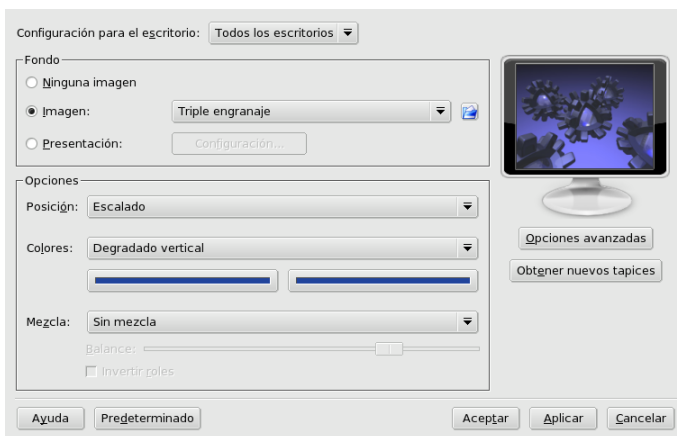 Configuración para el escritorio: Todos los escritorios
Fondo
Ninguna imagen
Imagen: Triple engranaje
Presentación: Configuración...
Opciones
Posición: Escalado
Colores: Degradado vertical
Mezcla: Sin mezcla
Balance:
Invertir roles
Opciones avanzadas
Obtener nuevos tapices
Ayuda Predeterminado Aceptar Aplicar Cancelar